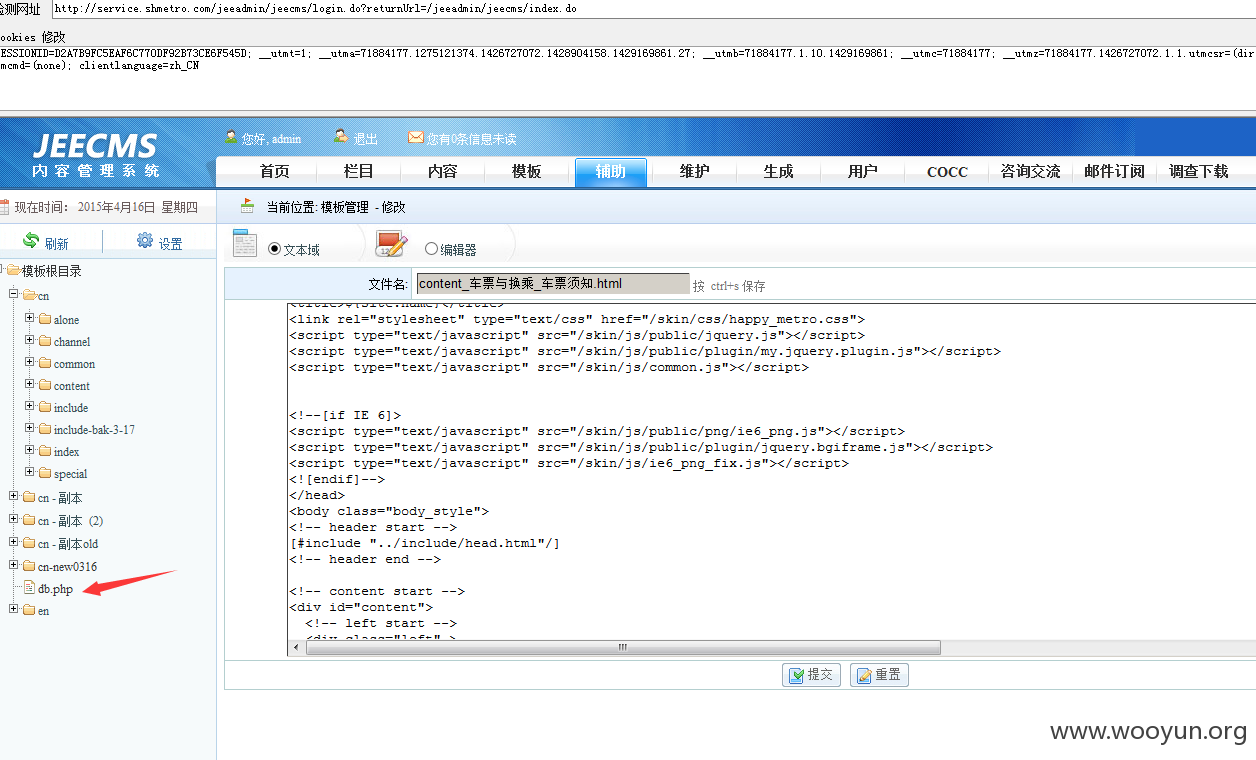 检测网址 http://service.shmetro.com/jeeadmin/jeecms/login.do?returnUrl=/jeeadmin/jeecms/index.do
ookies 修改
ESSIONID=D2A7B9FC5EAF6C770DF92B73CE6F545D; __utmt=1; __utma=71884177.1275121374.1426727072.1428904158.1429169861.27; __utmb=71884177.1.10.1429169861; __utmc=71884177; __utmz=71884177.1426727072.1.1.utmcsr=(dir
mcmd=(none); clientlanguage=zh_CN
JEECMS
内容管理系统
您好, admin 退出 您有0条信息未读
首页 栏目 内容 模板 辅助 维护 生成 用户 COCC 咨询交流 邮件订阅 调查下载
现在时间: 2015年4月16日 星期四
当前位置: 模板管理 - 修改
刷新 设置
文本域 编辑器
模板根目录
cn
alone
channel
common
content
include
include-bak-3-17
index
special
cn - 副本
cn - 副本 (2)
cn - 副本old
cn-new0316
db.php
en
文件名: content_车票与换乘_车票须知.html 按 ctrl+s 保存
<title>${site.name}</title>
<link rel="stylesheet" type="text/css" href="/skin/css/happy_metro.css">
<script type="text/javascript" src="/skin/js/public/jquery.js"></script>
<script type="text/javascript" src="/skin/js/public/plugin/my.jquery.plugin.js"></script>
<script type="text/javascript" src="/skin/js/common.js"></script>
<!--[if IE 6]>
<script type="text/javascript" src="/skin/js/public/png/ie6_png.js"></script>
<script type="text/javascript" src="/skin/js/public/plugin/jquery.bgiframe.js"></script>
<script type="text/javascript" src="/skin/js/ie6_png_fix.js"></script>
<![endif]-->
</head>
<body class="body_style">
<!-- header start -->
[#include "../include/head.html"/]
<!-- header end -->
<!-- content start -->
<div id="content">
<!-- left start -->
<div class="left" >
提交 重置
www.wooyun.org